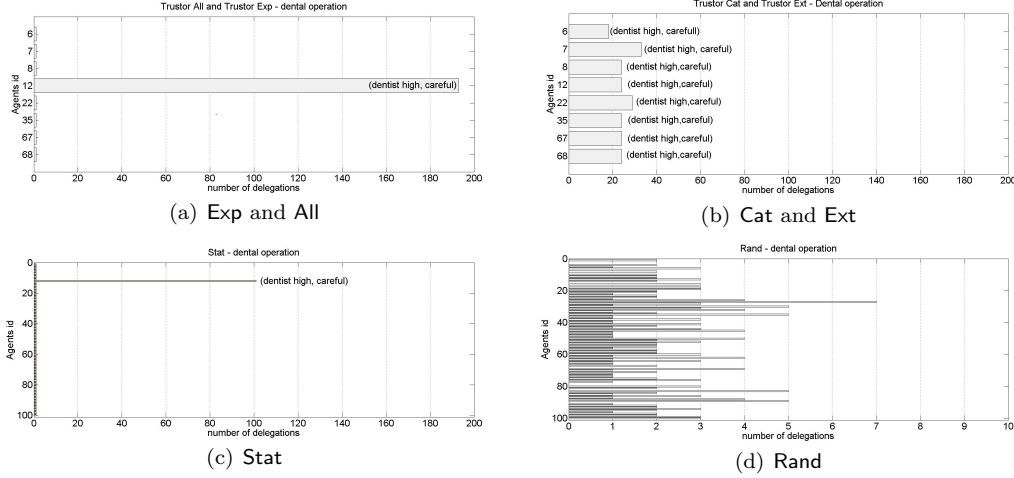 Trustor All and Trustor Exp - dental operation
Agents id
6
7
8
12
22
35
67
68
(dentist high, careful)
0 20 40 60 80 100 120 140 160 180 200
number of delegations
(a) Exp and All
Trustor Cat and Trustor Ext - Dental operation
Agents id
6 (dentist high, carefull)
7 (dentist high, careful)
8 (dentist high,careful)
12 (dentist high,careful)
22 (dentist high,careful)
35 (dentist high,careful)
67 (dentist high,careful)
68 (dentist high,careful)
0 20 40 60 80 100 120 140 160 180 200
number of delegations
(b) Cat and Ext
Stat - dental operation
Agents id
0
20
40
60
80
100
(dentist high, careful)
0 20 40 60 80 100 120 140 160 180 200
number of delegations
(c) Stat
Rand - dental operation
Agents id
0
20
40
60
80
100
0 1 2 3 4 5 6 7 8 9 10
number of delegations
(d) Rand